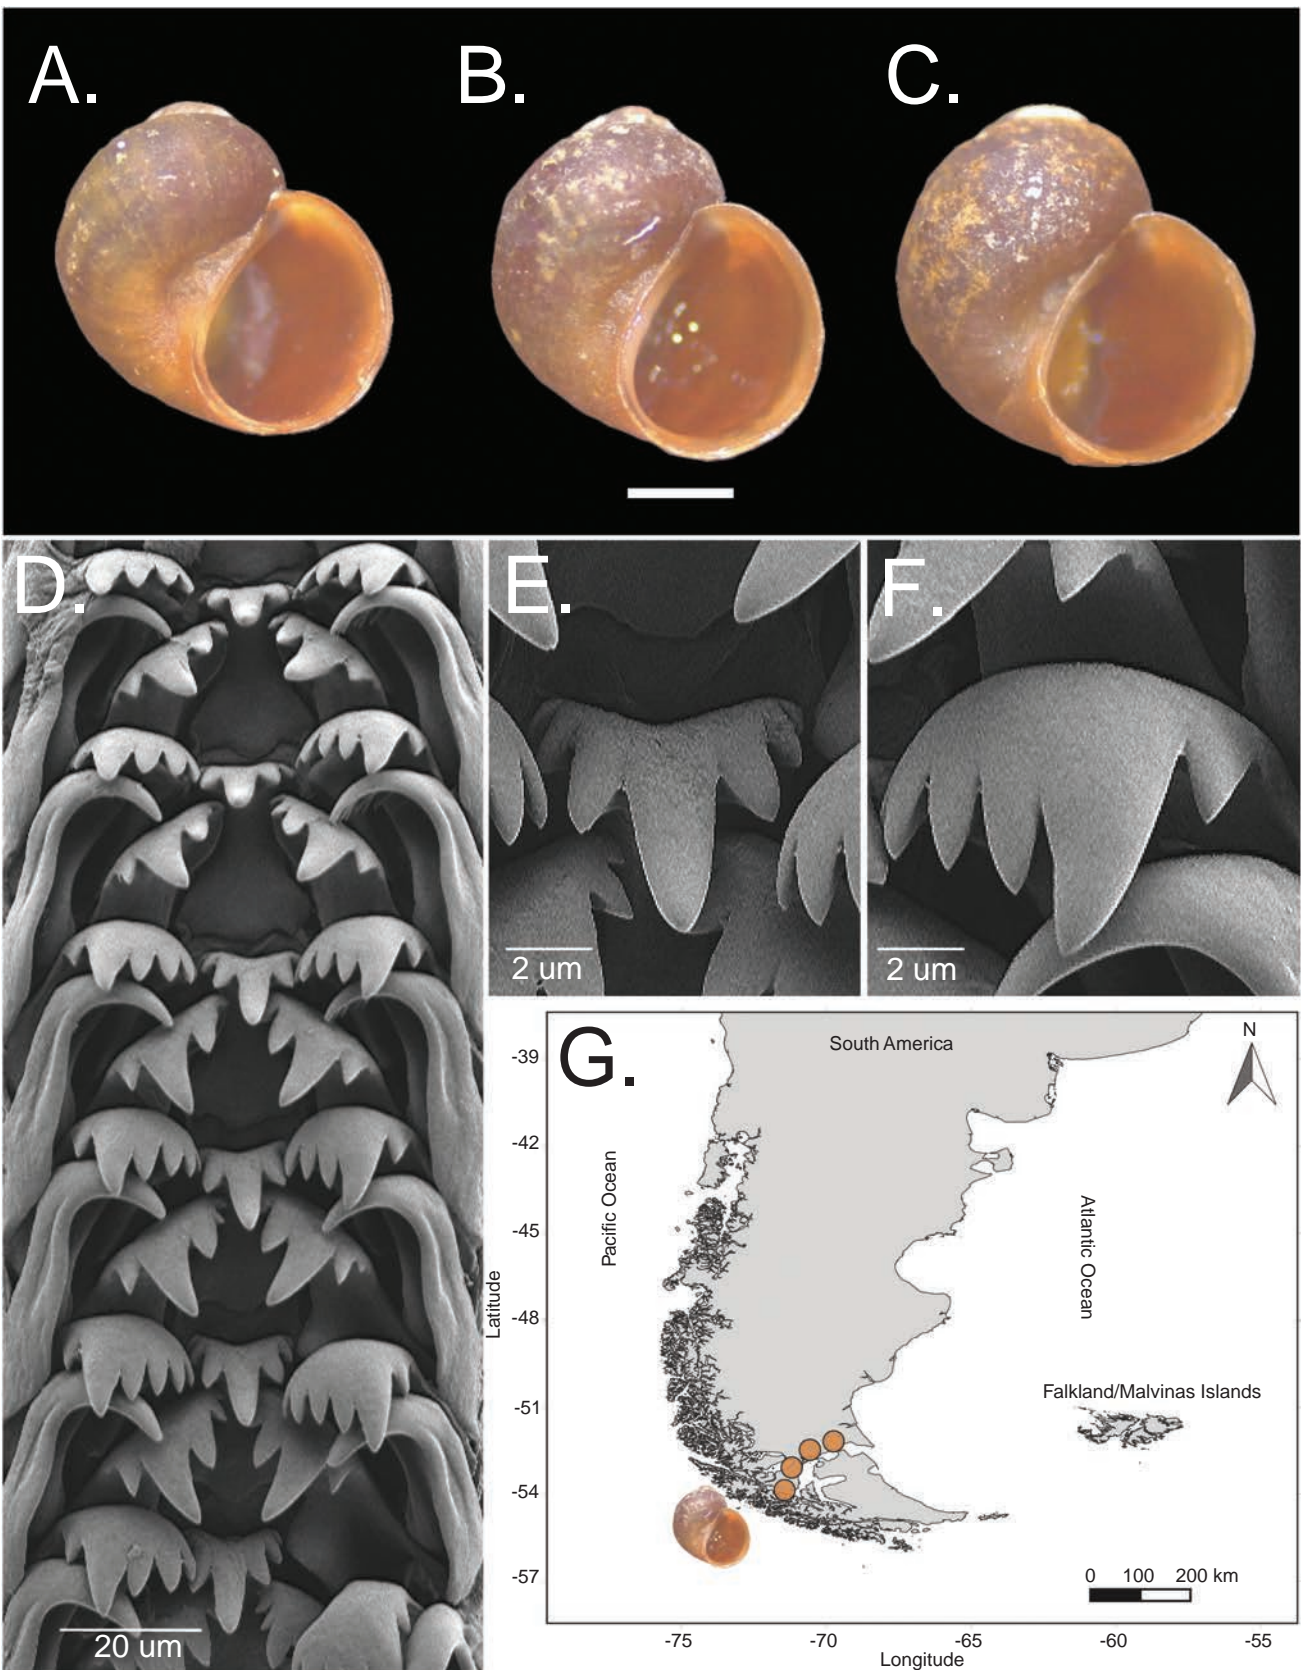 A.
B.
C.
D.
E.
F.
2 um
2 um
20 um
G.
South America
N
-39
-42
-45
-48
-51
-54
-57
Latitude
Pacific Ocean
Atlantic Ocean
Falkland/Malvinas Islands
0 100 200 km
-75 -70 -65 -60 -55
Longitude